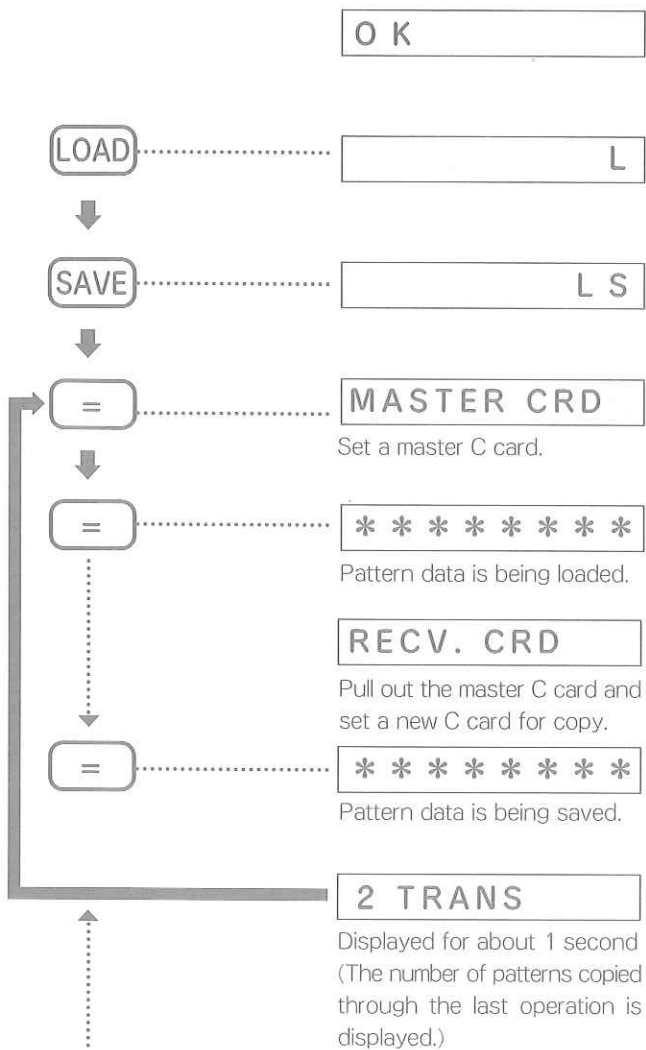 OK
LOAD L
SAVE L S
= MASTER CRD
Set a master C card.
= * * * * * * * *
Pattern data is being loaded.
RECV. CRD
Pull out the master C card and
set a new C card for copy.
= * * * * * * * *
Pattern data is being saved.
2 TRANS
Displayed for about 1 second
(The number of patterns copied
through the last operation is
displayed.)